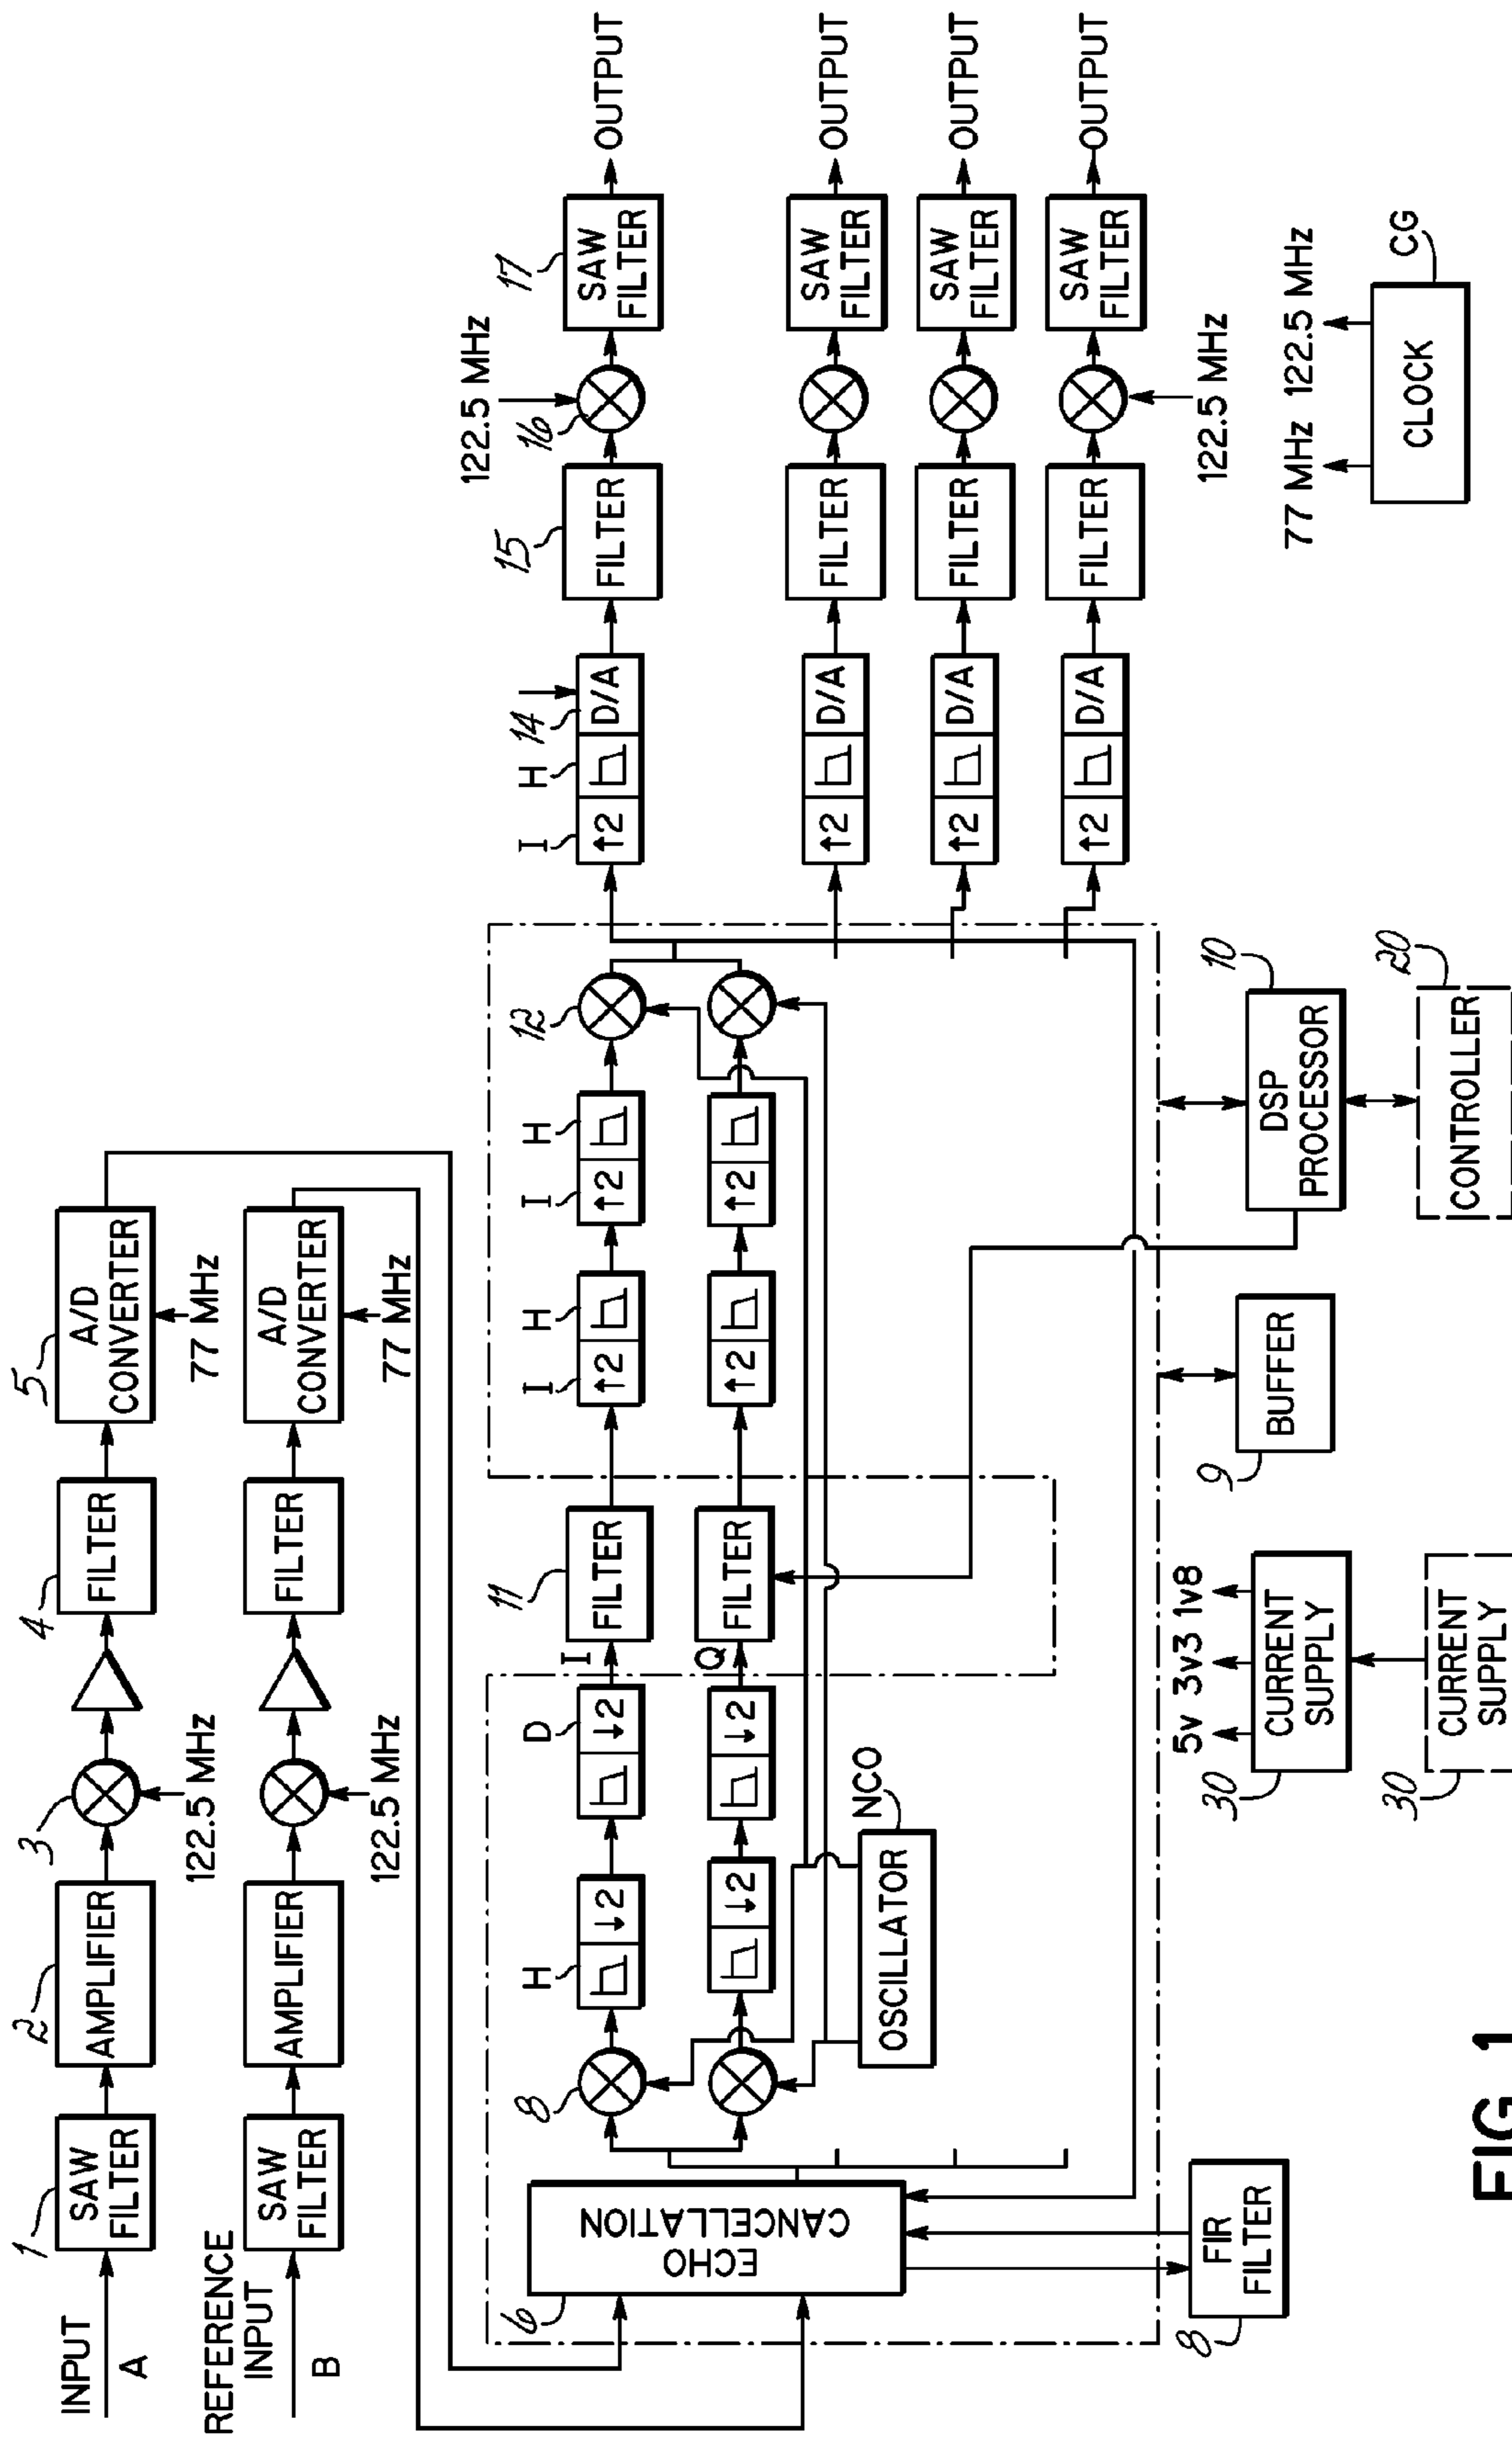 INPUT
A
1
SAW
FILTER
2
AMPLIFIER
3
122.5 MHz
4
FILTER
5
A/D
CONVERTER
77 MHz
REFERENCE
INPUT
B
SAW
FILTER
AMPLIFIER
122.5 MHz
FILTER
A/D
CONVERTER
77 MHz
6
ECHO
CANCELLATION
8
H
↓2
D
↓2
I
11
FILTER
I
↑2
H
I
↑2
H
12
↓2
↓2
Q
FILTER
↑2
↑2
OSCILLATOR
NCO
I
↑2
H
14
D/A
15
FILTER
122.5 MHz
16
17
SAW
FILTER
OUTPUT
↑2
D/A
FILTER
SAW
FILTER
OUTPUT
↑2
D/A
FILTER
SAW
FILTER
OUTPUT
↑2
D/A
FILTER
122.5 MHz
SAW
FILTER
OUTPUT
8
FIR
FILTER
5v 3v3 1v8
30
CURRENT
SUPPLY
30
CURRENT
SUPPLY
9
BUFFER
10
DSP
PROCESSOR
20
CONTROLLER
77 MHz 122.5 MHz
CLOCK
CG
FIG 1